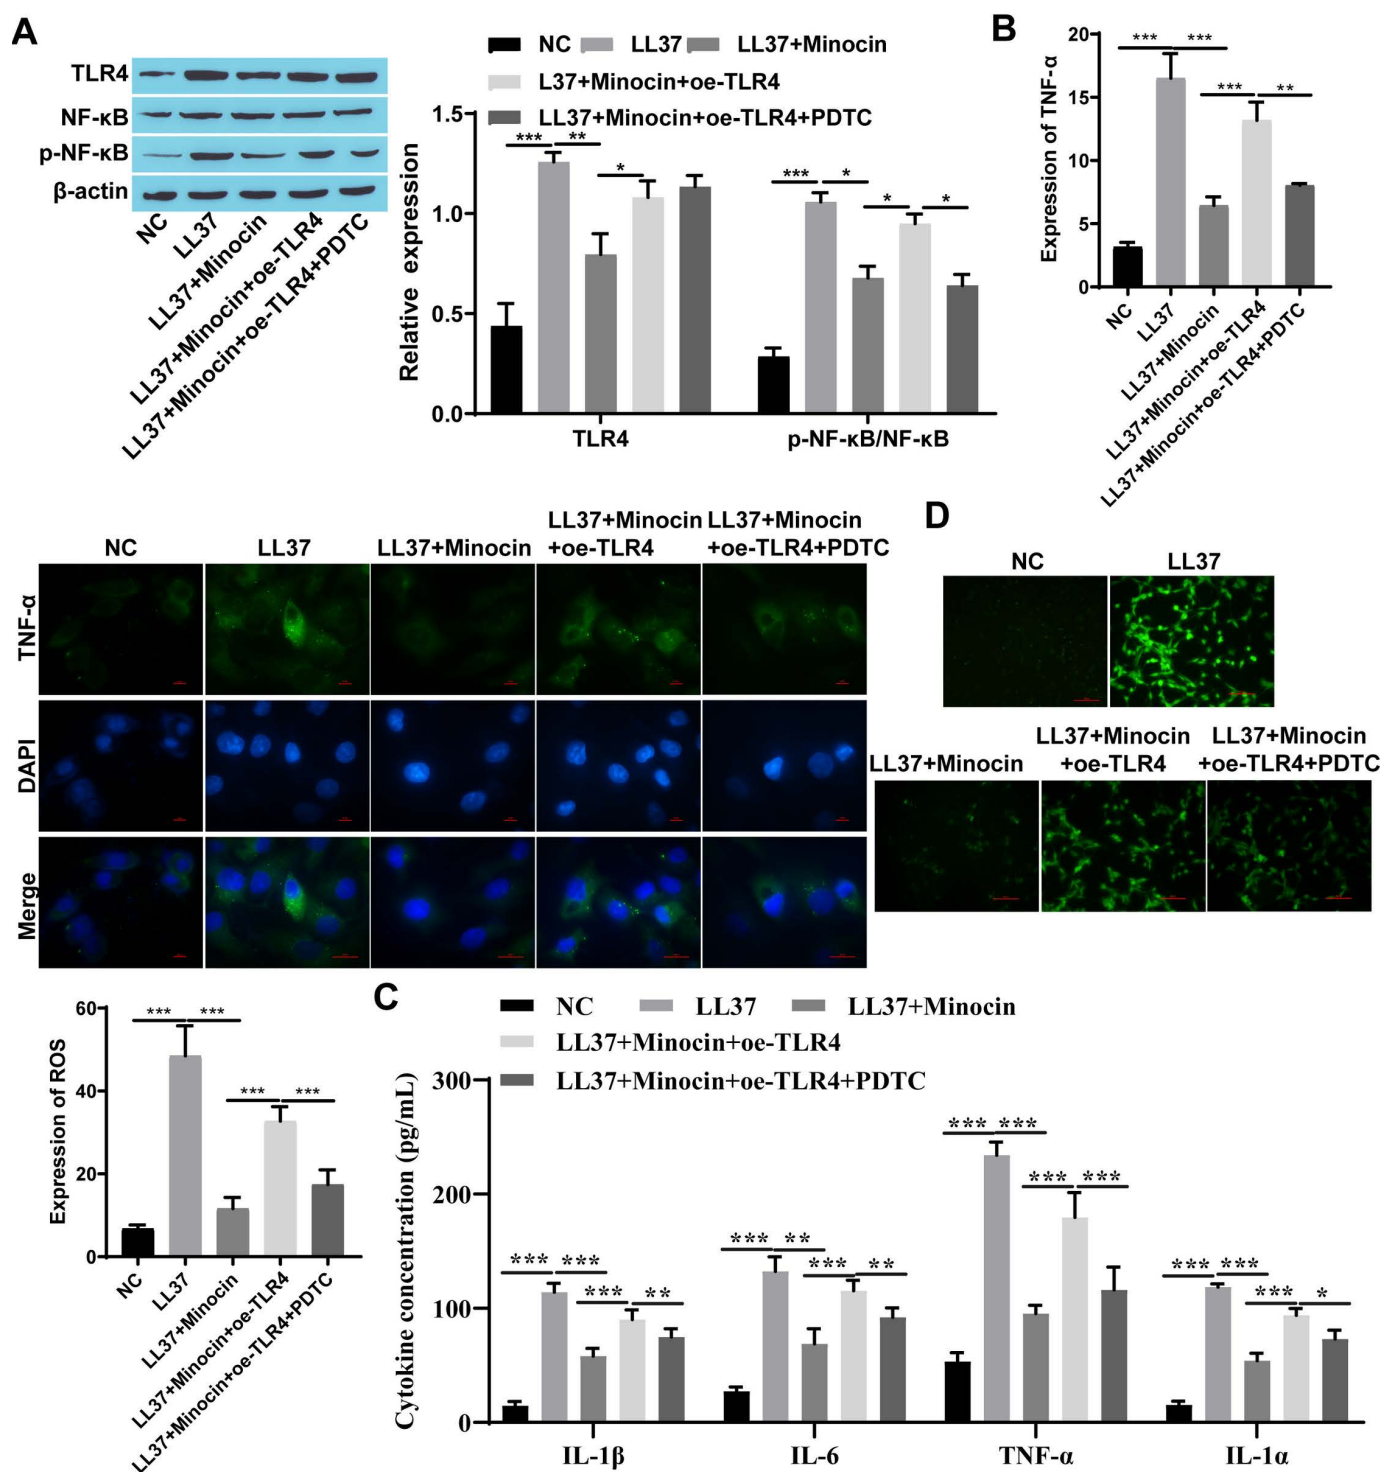 A
TLR4
NF-κB
p-NF-κB
β-actin
NC
LL37
LL37+Minocin
LL37+Minocin+oe-TLR4
LL37+Minocin+oe-TLR4+PDTC
NC LL37 LL37+Minocin
L37+Minocin+oe-TLR4
LL37+Minocin+oe-TLR4+PDTC
Relative expression
1.5
1.0
0.5
0.0
*** ** *
*** * * *
TLR4 p-NF-κB/NF-κB
B
Expression of TNF-α
20
15
10
5
0
*** ***
*** **
NC
LL37
LL37+Minocin
LL37+Minocin+oe-TLR4
LL37+Minocin+oe-TLR4+PDTC
NC LL37 LL37+Minocin LL37+Minocin LL37+Minocin
+oe-TLR4 +oe-TLR4+PDTC
TNF-α
DAPI
Merge
D
NC LL37
LL37+Minocin LL37+Minocin LL37+Minocin
+oe-TLR4 +oe-TLR4+PDTC
Expression of ROS
60
40
20
0
*** ***
*** ***
NC
LL37
LL37+Minocin
LL37+Minocin+oe-TLR4
LL37+Minocin+oe-TLR4+PDTC
C
NC LL37 LL37+Minocin
LL37+Minocin+oe-TLR4
LL37+Minocin+oe-TLR4+PDTC
Cytokine concentration (pg/mL)
300
200
100
0
*** *** *** **
*** ** *** **
*** *** *** ***
*** *** *** *
IL-1β IL-6 TNF-α IL-1α